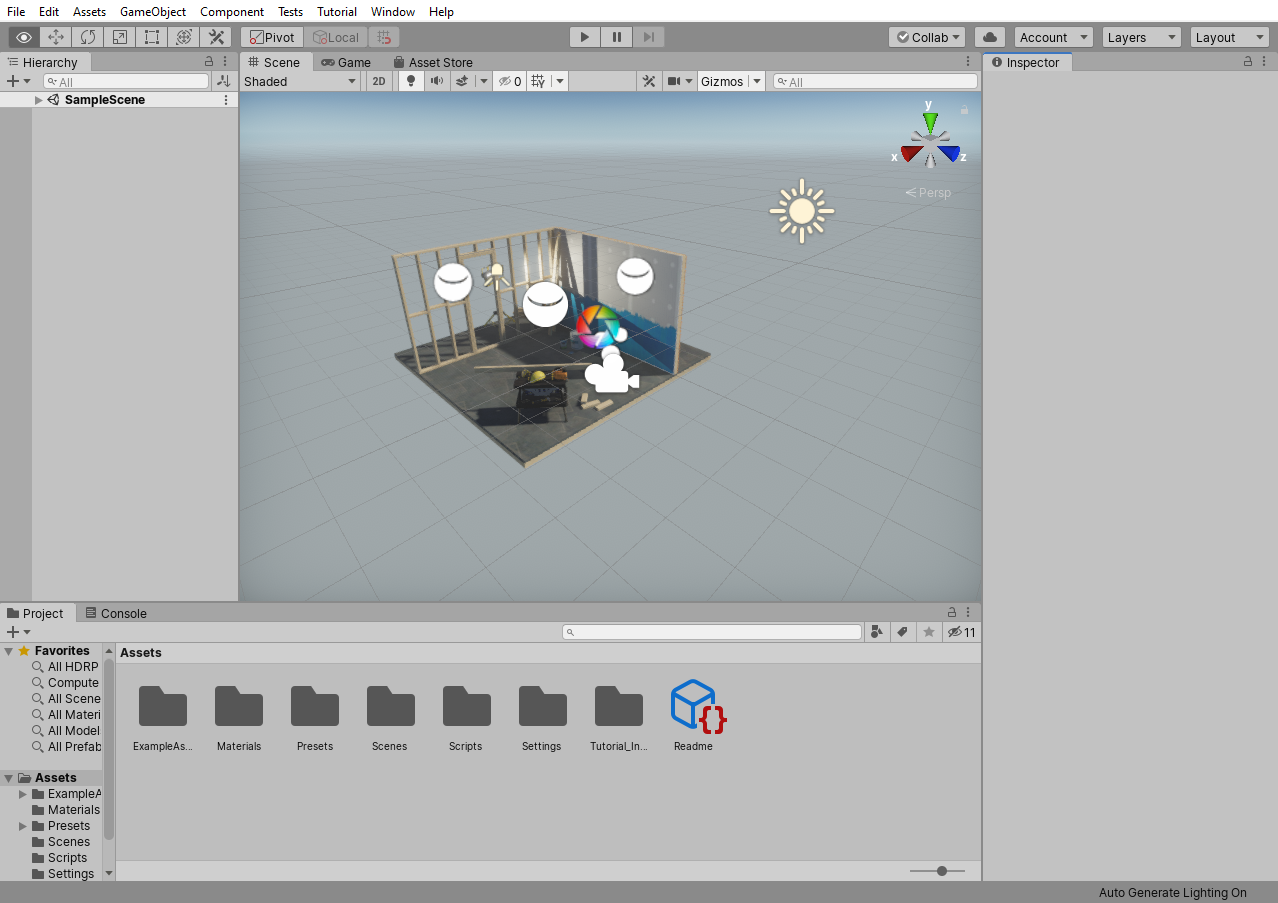 File Edit Assets GameObject Component Tests Tutorial Window Help
Pivot Local Collab Account Layers Layout
Hierarchy
All
SampleScene
Scene Game Asset Store
Shaded 2D 0 Gizmos All
y
x z
Persp
Inspector
Project Console
11
Favorites
All HDRP
Compute
All Scene
All Materi
All Model
All Prefab
Assets
ExampleA
Materials
Presets
Scenes
Scripts
Settings
Assets
ExampleAs... Materials Presets Scenes Scripts Settings Tutorial_In... Readme
Auto Generate Lighting On